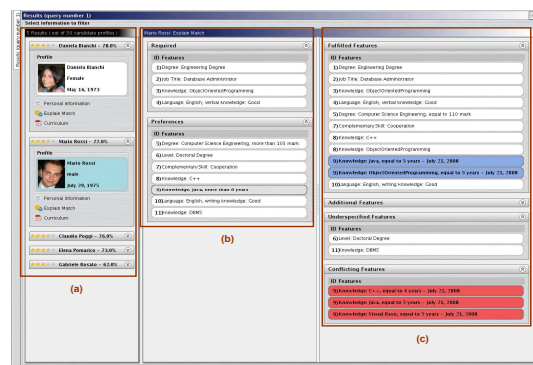 Results (query number 1)
Select information to filter
5 Results ( out of 50 candidate profiles )
Daniela Bianchi - 78.0%
Profile
Daniela Bianchi
Female
May 16, 1973
Personal Information
Explain Match
Curriculum
Mario Rossi - 77.0%
Profile
Mario Rossi
male
July 29, 1975
Personal Information
Explain Match
Curriculum
Claudio Poggi - 76.0%
Elena Pomarico - 73.0%
Gabriele Rosato - 62.0%
(a)
Mario Rossi: Explain Match
Required
ID Features
1)Degree: Engineering Degree
2)Job Title: Database Administrator
3)Knowledge: ObjectOrientedProgramming
4)Language: English, verbal knowledge: Good
Preferences
ID Features
5)Degree: Computer Science Engineering, more than 103 mark
6)Level: Doctoral Degree
7)Complementary/Skill: Cooperation
8)Knowledge: C++
9)Knowledge: Java, more than 6 years
10)Language: English, writing knowledge: Good
11)Knowledge: DBMS
(b)
Fulfilled Features
ID Features
1)Degree: Engineering Degree
2)Job Title: Database Administrator
3)Knowledge: ObjectOrientedProgramming
4)Language: English, verbal knowledge: Good
5)Degree: Computer Science Engineering, equal to 110 mark
7)Complementary/Skill: Cooperation
8)Knowledge: C++
8)Knowledge: ObjectOrientedProgramming
9)Knowledge: Java, equal to 5 years - July 21, 2008
9)Knowledge: ObjectOrientedProgramming, equal to 5 years - July 21, 2008
10)Language: English, writing knowledge: Good
Additional Features
Underspecified Features
ID Features
6)Level: Doctoral Degree
11)Knowledge: DBMS
Conflicting Features
ID Features
9)Knowledge: C++, equal to 4 years - July 21, 2008
9)Knowledge: Java, equal to 5 years - July 21, 2008
9)Knowledge: Visual Basic, equal to 5 years - July 21, 2008
(c)